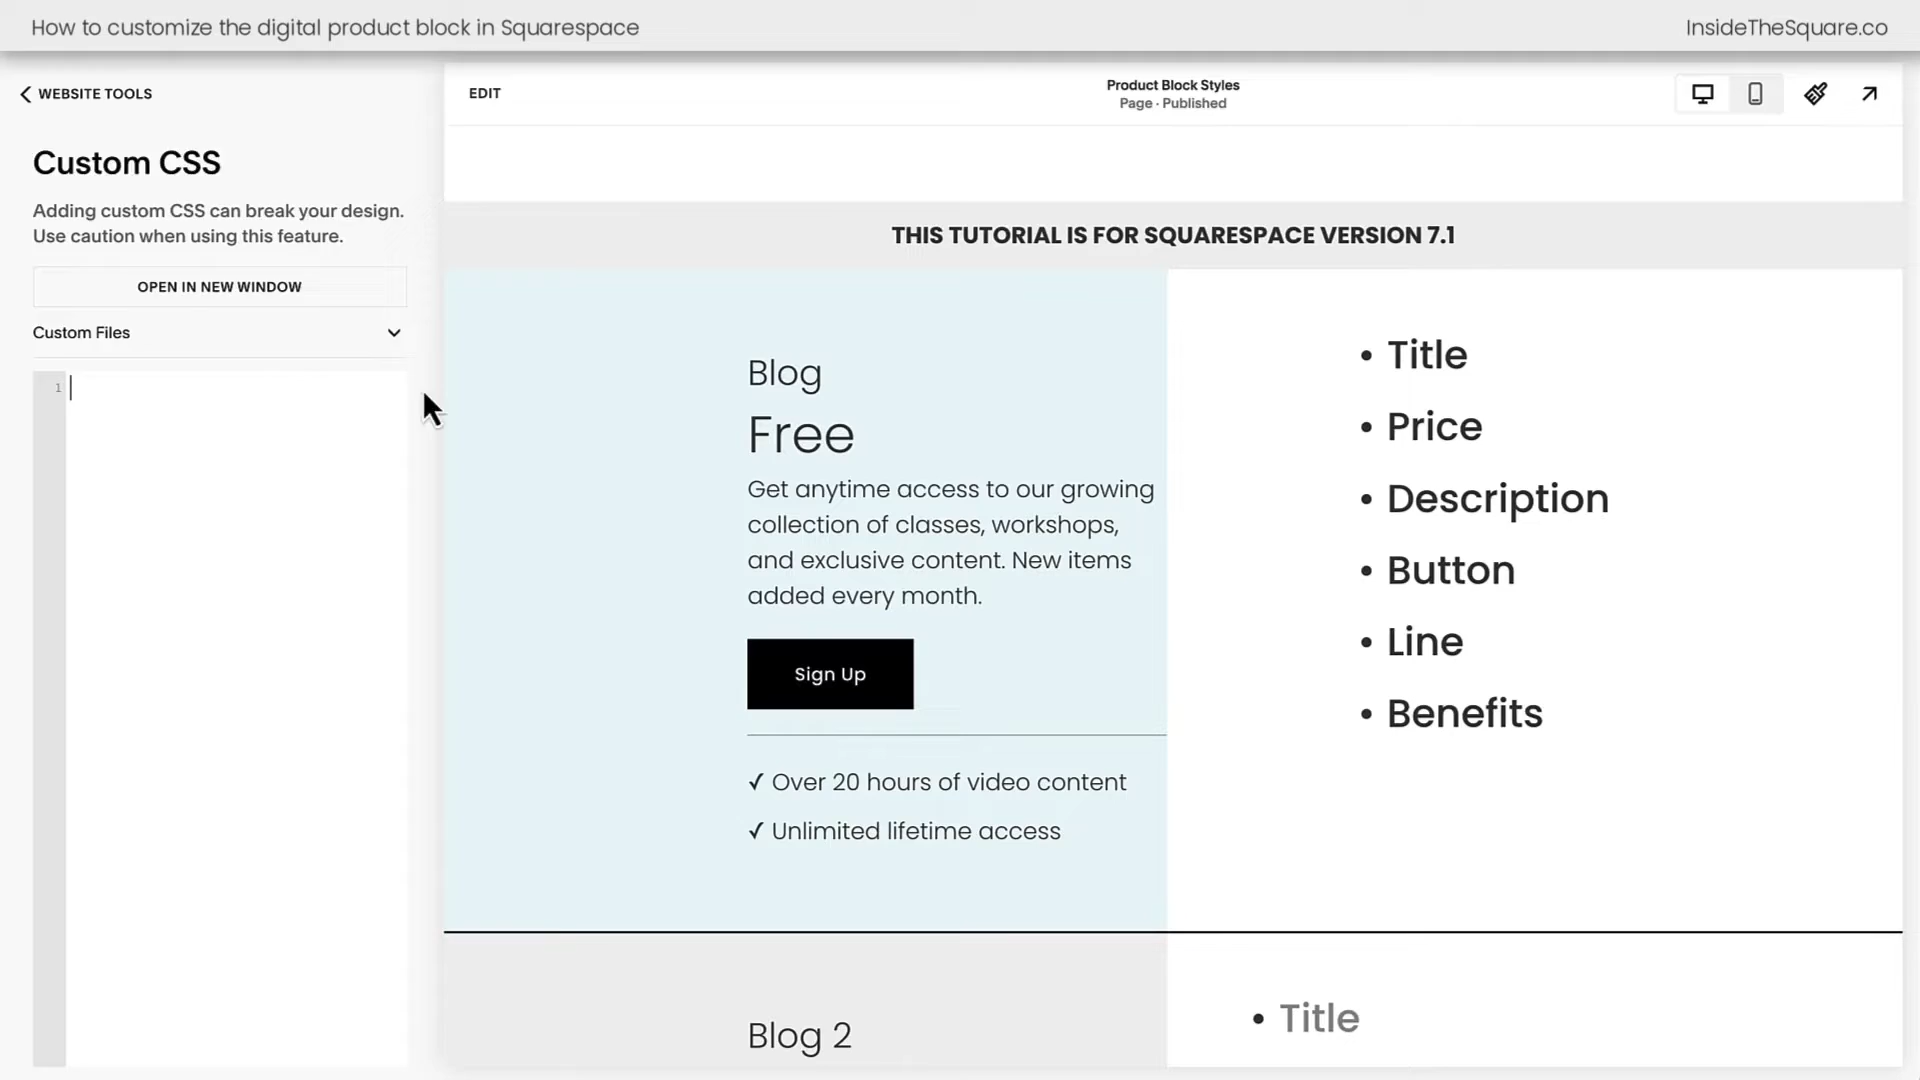 How to customize the digital product block in Squarespace
InsideTheSquare.co
WEBSITE TOOLS
Custom CSS
Adding custom CSS can break your design.
Use caution when using this feature.
OPEN IN NEW WINDOW
Custom Files
1
EDIT
Product Block Styles
Page · Published
THIS TUTORIAL IS FOR SQUARESPACE VERSION 7.1
Blog
Free
Get anytime access to our growing
collection of classes, workshops,
and exclusive content. New items
added every month.
Sign Up
✓ Over 20 hours of video content
✓ Unlimited lifetime access
• Title
• Price
• Description
• Button
• Line
• Benefits
Blog 2
• Title